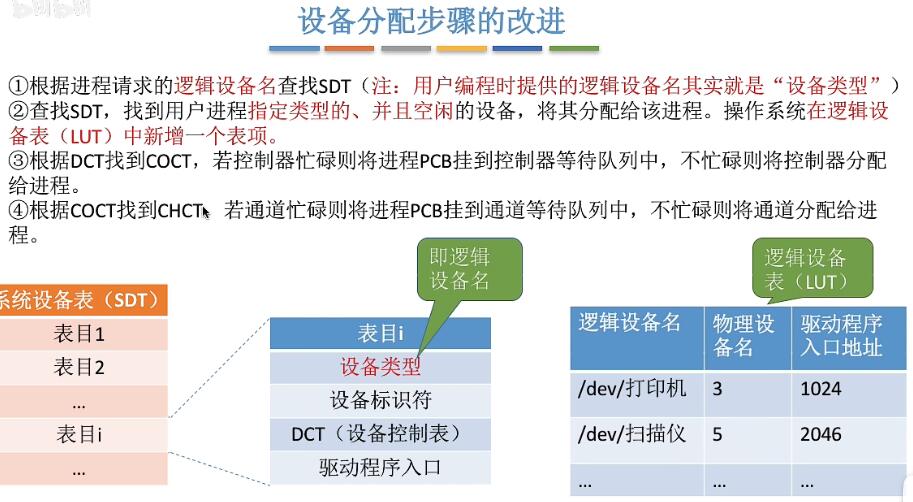 bilibili
设备分配步骤的改进
①根据进程请求的逻辑设备名查找SDT（注：用户编程时提供的逻辑设备名其实就是“设备类型”）
②查找SDT，找到用户进程指定类型的、并且空闲的设备，将其分配给该进程。操作系统在逻辑设
备表（LUT）中新增一个表项。
③根据DCT找到COCT，若控制器忙碌则将进程PCB挂到控制器等待队列中，不忙碌则将控制器分配
给进程。
④根据COCT找到CHCT，若通道忙碌则将进程PCB挂到通道等待队列中，不忙碌则将通道分配给进
程。
系统设备表（SDT）
表目1
表目2
...
表目i
...
即逻辑
设备名
表目i
设备类型
设备标识符
DCT（设备控制表）
驱动程序入口
逻辑设备
表（LUT）
逻辑设备名 物理设备名 驱动程序入口地址
/dev/打印机 3 1024
/dev/扫描仪 5 2046
... ... ...